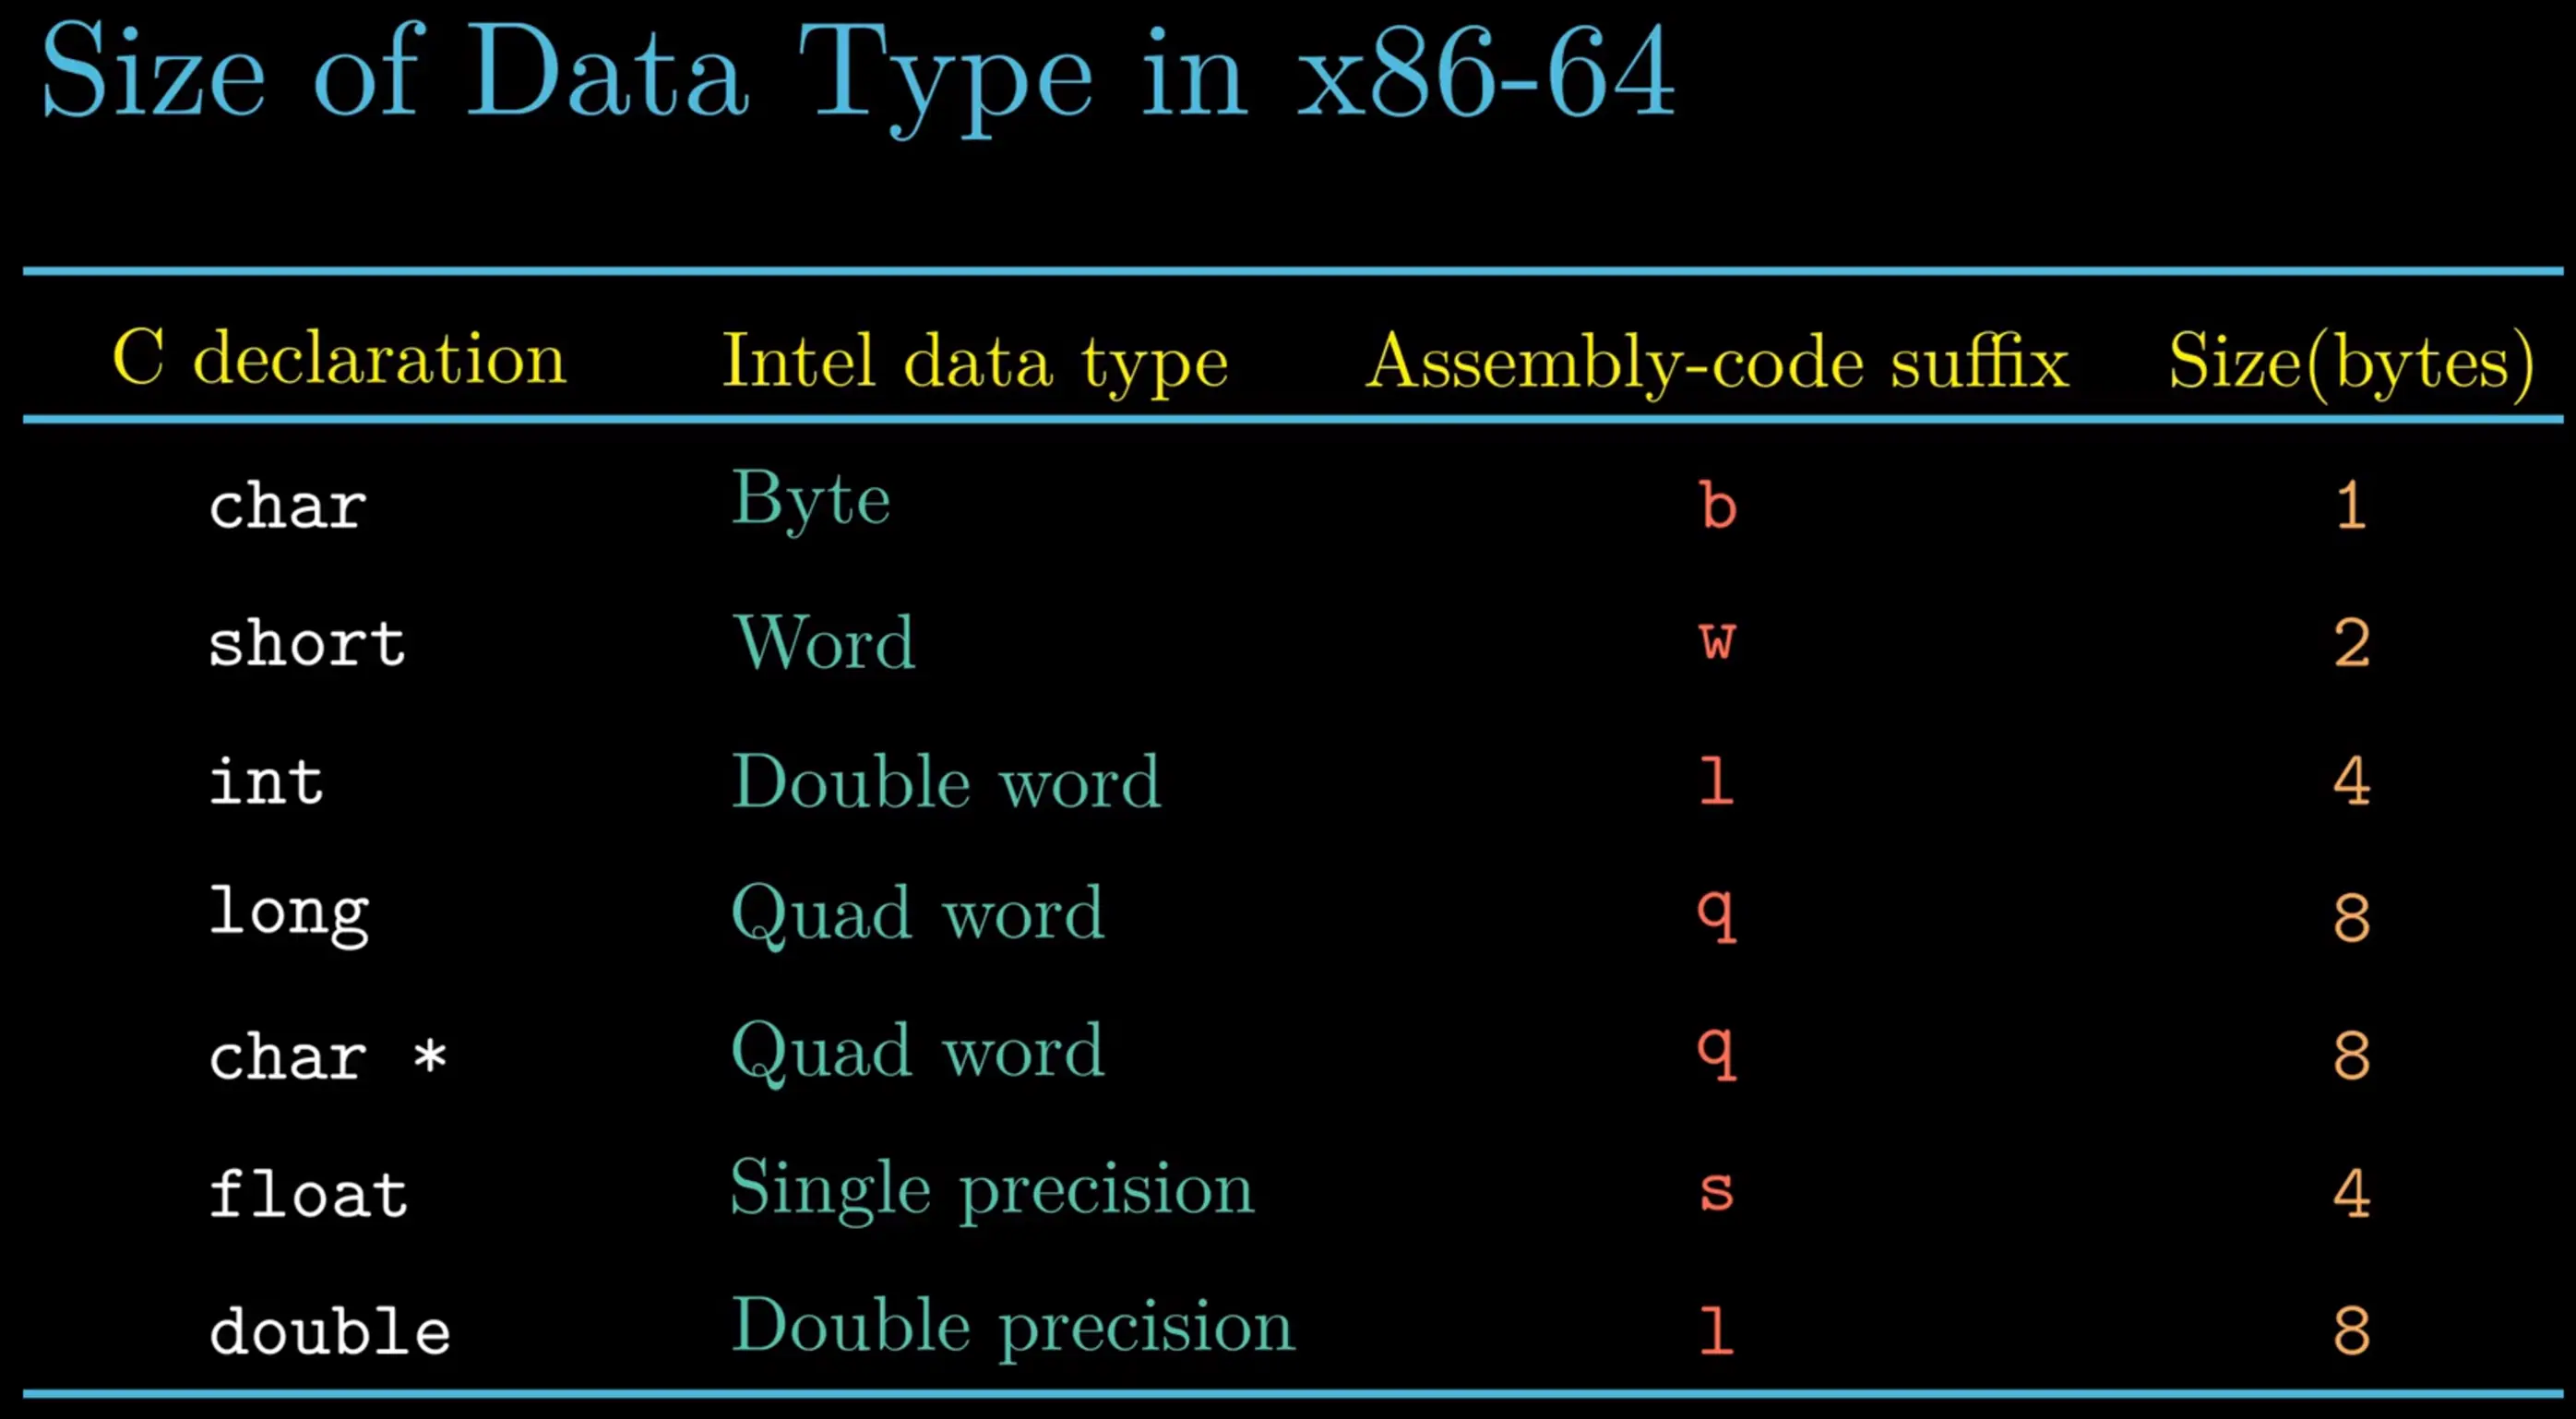 Size of Data Type in x86-64
C declaration Intel data type Assembly-code suffix Size(bytes)
char Byte b 1
short Word w 2
int Double word l 4
long Quad word q 8
char * Quad word q 8
float Single precision s 4
double Double precision l 8